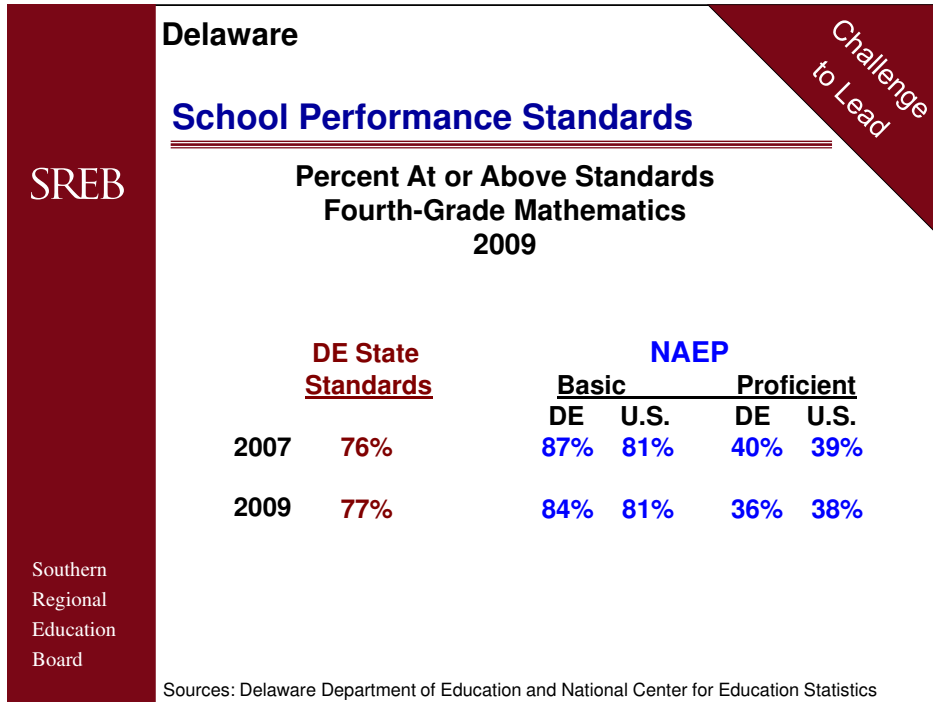 Delaware
Challenge
to Lead
School Performance Standards
SREB
Percent At or Above Standards
Fourth-Grade Mathematics
2009
DE State NAEP
Standards Basic Proficient
DE U.S. DE U.S.
2007 76% 87% 81% 40% 39%
2009 77% 84% 81% 36% 38%
Southern
Regional
Education
Board
Sources: Delaware Department of Education and National Center for Education Statistics